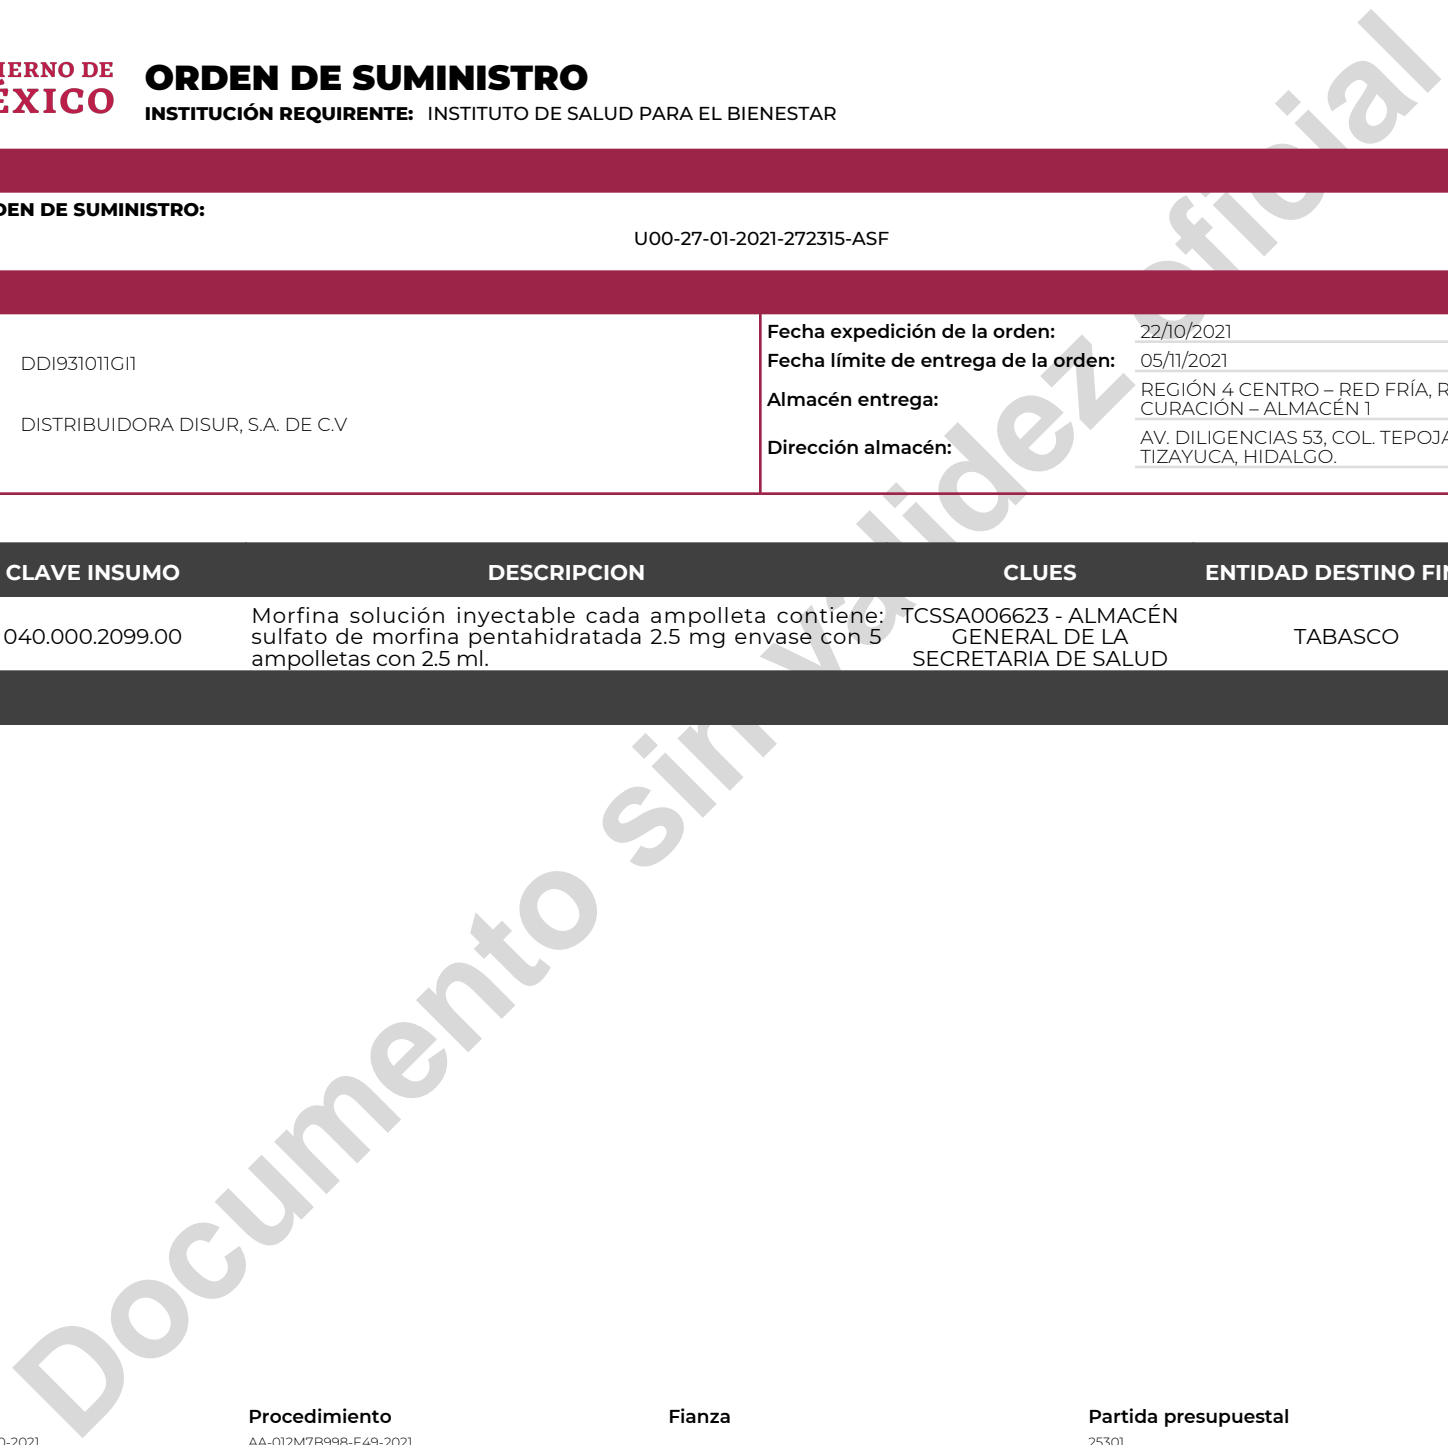 ORDEN DE SUMINISTRO
INSTITUCIÓN REQUIRENTE: INSTITUTO DE SALUD PARA EL BIENESTAR
DE
DE SUMINISTRO:
U00-27-01-2021-272315-ASF
DDI931011GI1
DISTRIBUIDORA DISUR, S.A. DE C.V
Fecha expedición de la orden: 22/10/2021
Fecha límite de entrega de la orden: 05/11/2021
Almacén entrega: REGIÓN 4 CENTRO – RED FRÍA,
CURACIÓN – ALMACÉN 1
Dirección almacén: AV. DILIGENCIAS 53, COL.
TIZAYUCA, HIDALGO.
CLAVE INSUMO DESCRIPCION CLUES ENTIDAD DESTINO
040.000.2099.00
Morfina solución inyectable cada ampolleta contiene:
sulfato de morfina pentahidratada 2.5 mg envase con 5
ampolletas con 2.5 ml.
TCSSA006623 - ALMACÉN
GENERAL DE LA
SECRETARIA DE SALUD
TABASCO
Documento sin validez oficial
Procedimiento Fianza Partida presupuestal
AA-012M7B998-E49-2021 25301